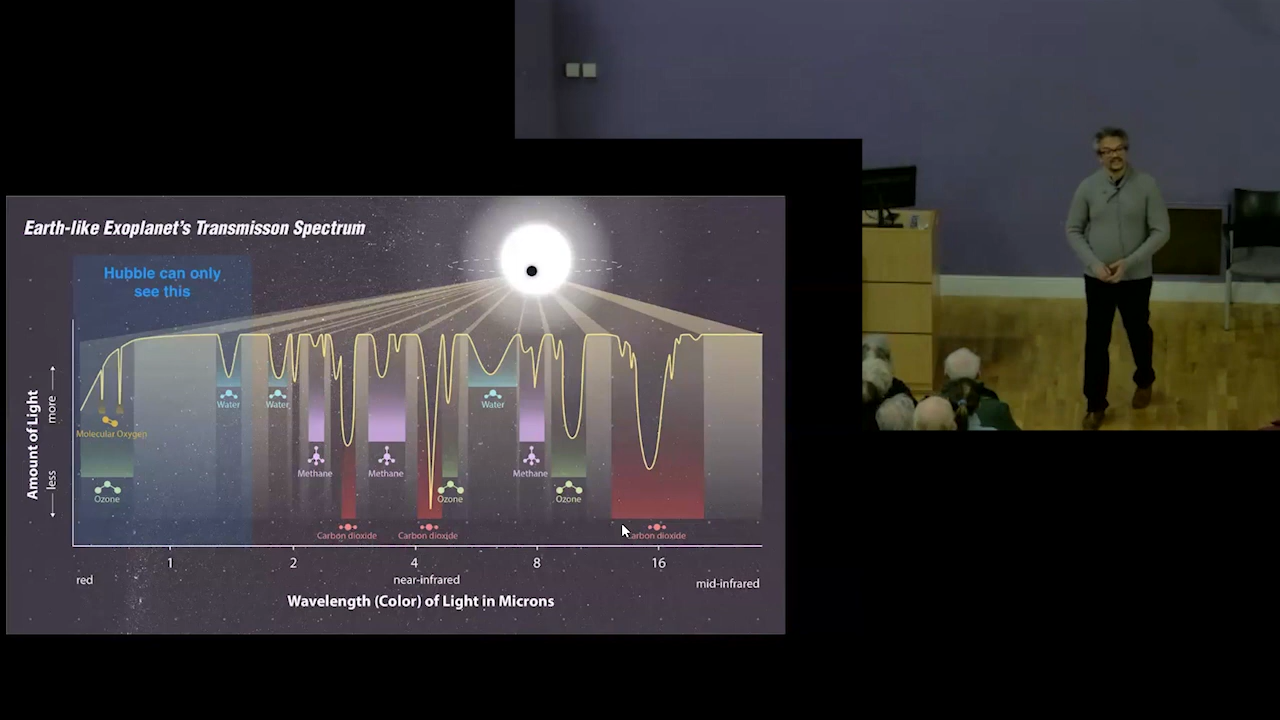 Earth-like Exoplanet's Transmisson Spectrum
Hubble can only
see this
Amount of Light
more
less
Molecular Oxygen
Ozone
Water
Water
Methane
Carbon dioxide
Methane
Carbon dioxide
Ozone
Water
Methane
Ozone
Carbon dioxide
1
2
4
8
16
red
near-infrared
mid-infrared
Wavelength (Color) of Light in Microns